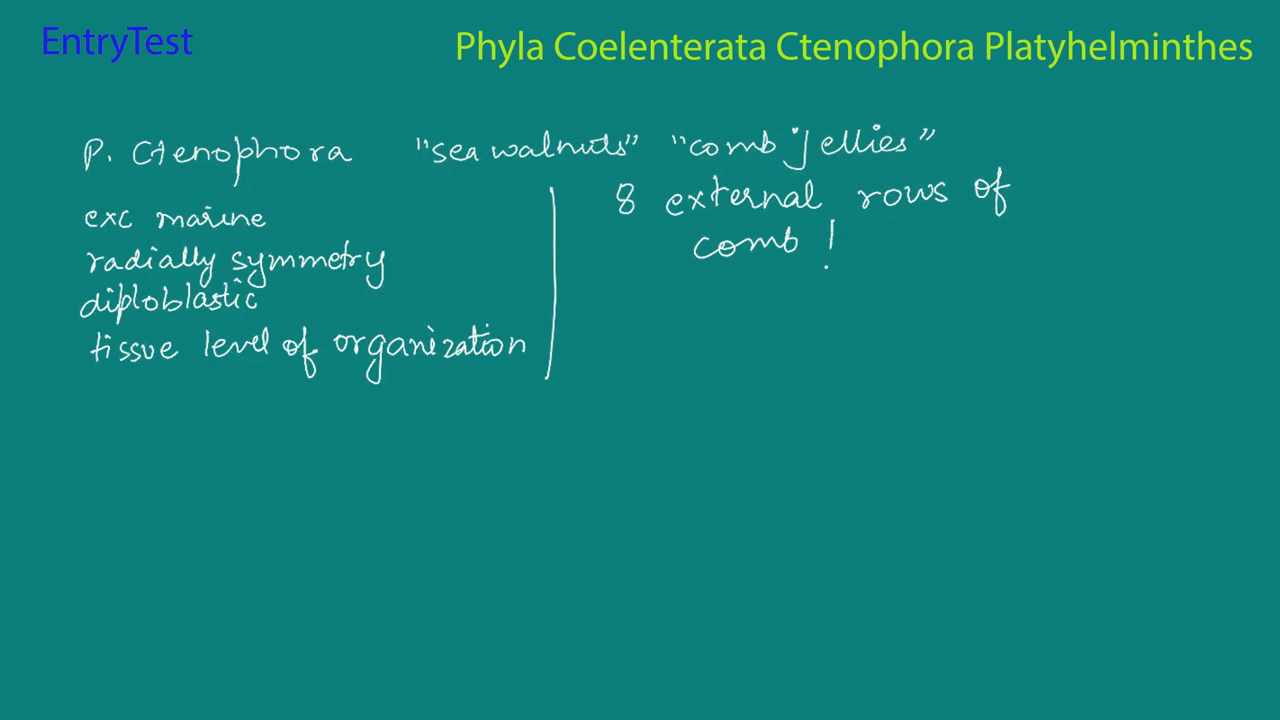 EntryTest
Phyla Coelenterata Ctenophora Platyhelminthes
P. Ctenophora "sea walnuts" "comb jellies"
exc marine
radially symmetry
diploblastic
tissue level of organization
8 external rows of
comb !